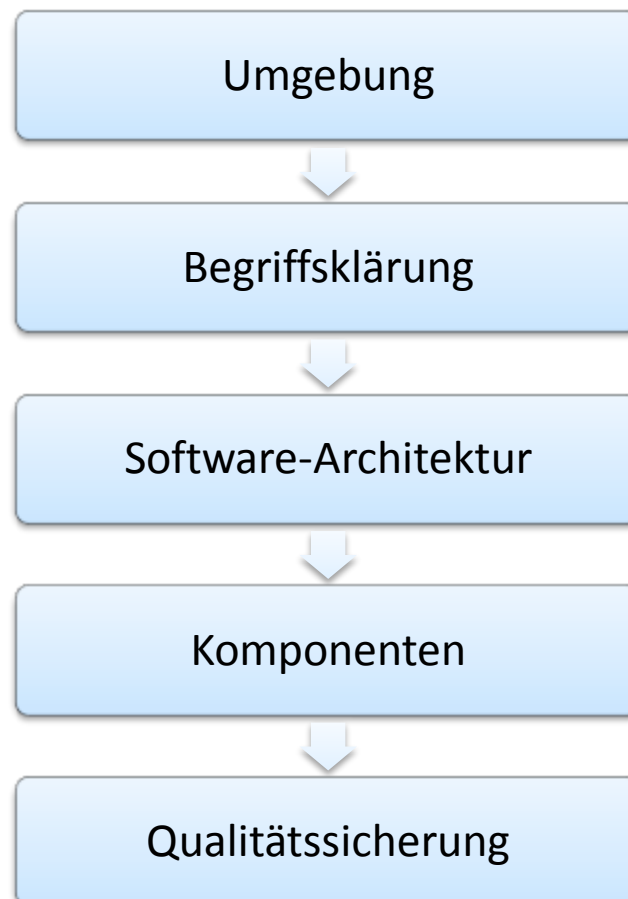 Umgebung
Begriffsklärung
Software-Architektur
Komponenten
Qualitätssicherung